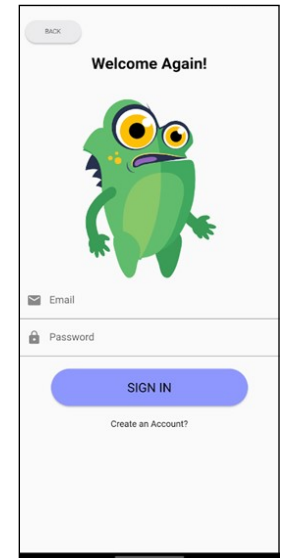 BACK
Welcome Again!
Email
Password
SIGN IN
Create an Account?